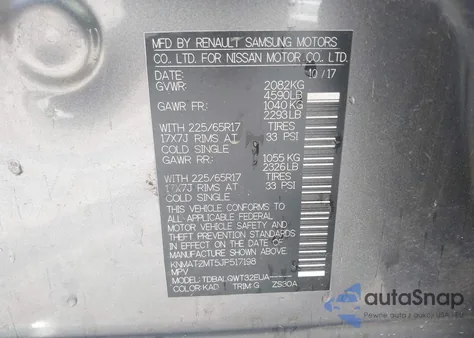 MFD BY RENAULT SAMSUNG MOTORS
CO. LTD. FOR NISSAN MOTOR CO. LTD.
DATE: 10/17
GVWR: 2082KG
4590LB
GAWR FR: 1040KG
2293LB
WITH 225/65R17 TIRES
17X7J RIMS AT 33 PSI
COLD SINGLE
GAWR RR: 1055KG
2326LB
WITH 225/65R17 TIRES
17X7J RIMS AT 33 PSI
COLD SINGLE
THIS VEHICLE CONFORMS TO
ALL APPLICABLE FEDERAL
MOTOR VEHICLE SAFETY
STANDARDS IN EFFECT ON
THE DATE OF MANUFACTURE
SHOWN ABOVE.
KNMAT2MT5JP517198
MPV
MODEL: TDBALGWT32EUA
COLOR: KAD TRIM: G ZS30A
autoSnap
Pewne auto z USA